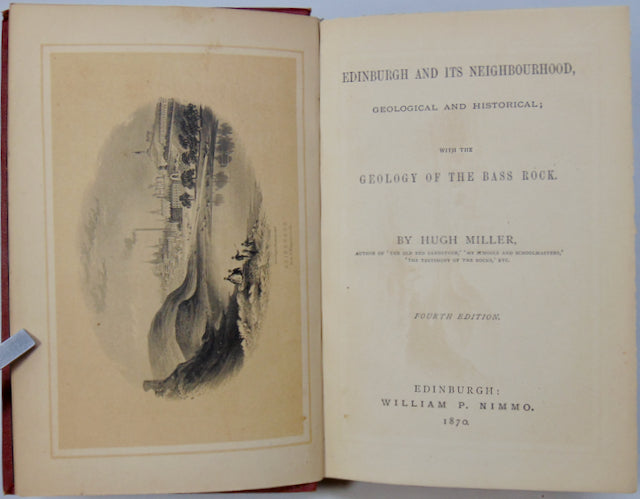 EDINBURGH
EDINBURGH AND ITS NEIGHBOURHOOD,
GEOLOGICAL AND HISTORICAL;
WITH THE
GEOLOGY OF THE BASS ROCK.
BY HUGH MILLER,
AUTHOR OF 'THE OLD RED SANDSTONE,' 'MY SCHOOLS AND SCHOOLMASTERS,'
'THE TESTIMONY OF THE ROCKS,' ETC.
FOURTH EDITION.
EDINBURGH:
WILLIAM P. NIMMO.
1870.